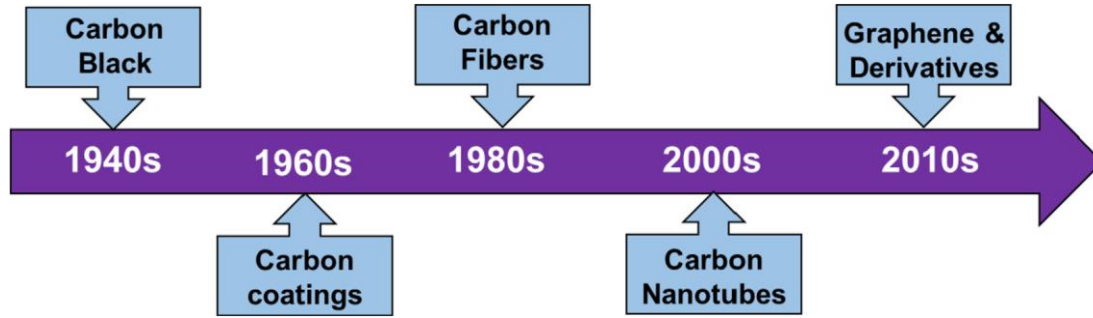 Carbon
Black
Carbon
Fibers
Graphene &
Derivatives
1940s
1960s
1980s
2000s
2010s
Carbon
coatings
Carbon
Nanotubes